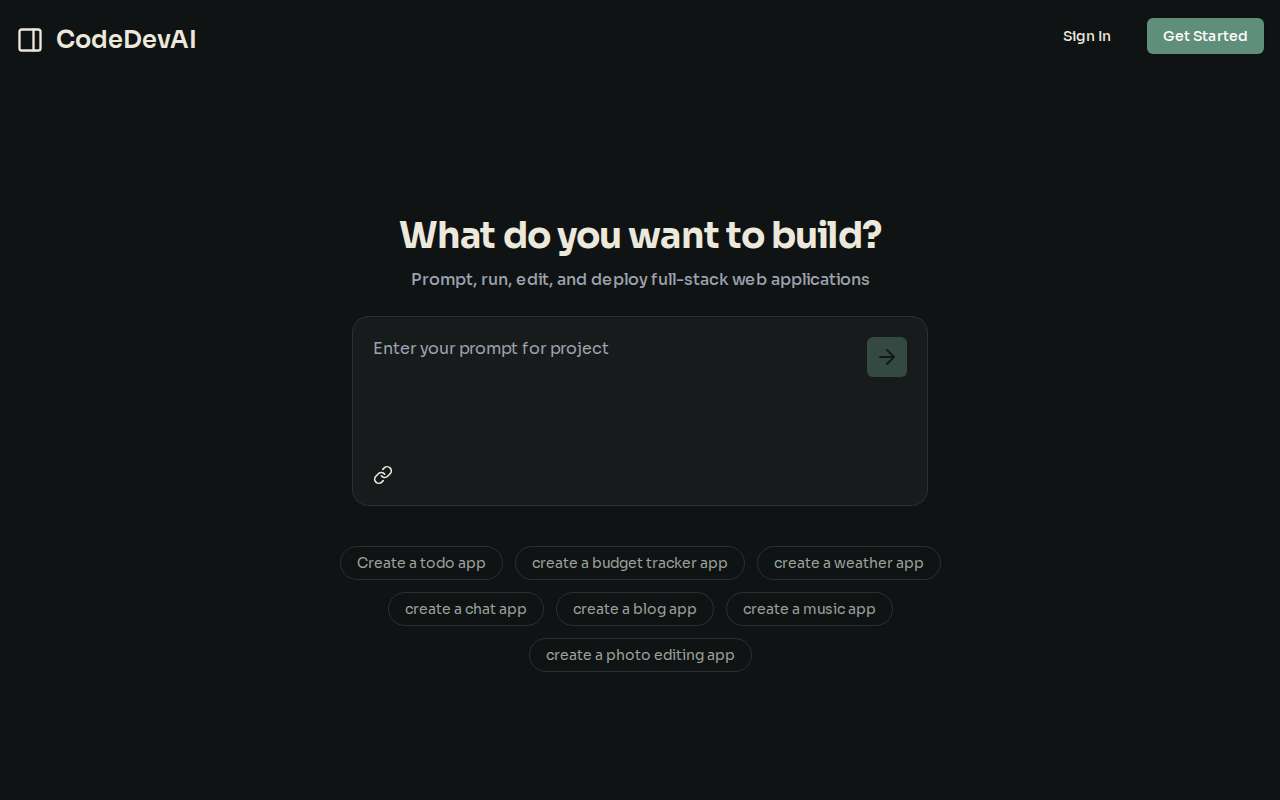 CodeDevAI
Sign In
Get Started
What do you want to build?
Prompt, run, edit, and deploy full-stack web applications
Enter your prompt for project
Create a todo app
create a budget tracker app
create a weather app
create a chat app
create a blog app
create a music app
create a photo editing app